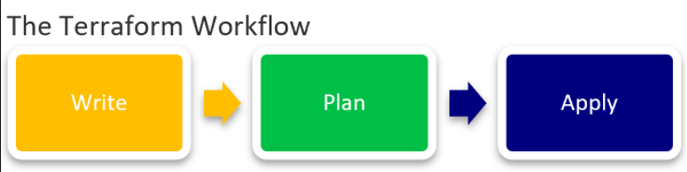 The Terraform Workflow
Write
Plan
Apply